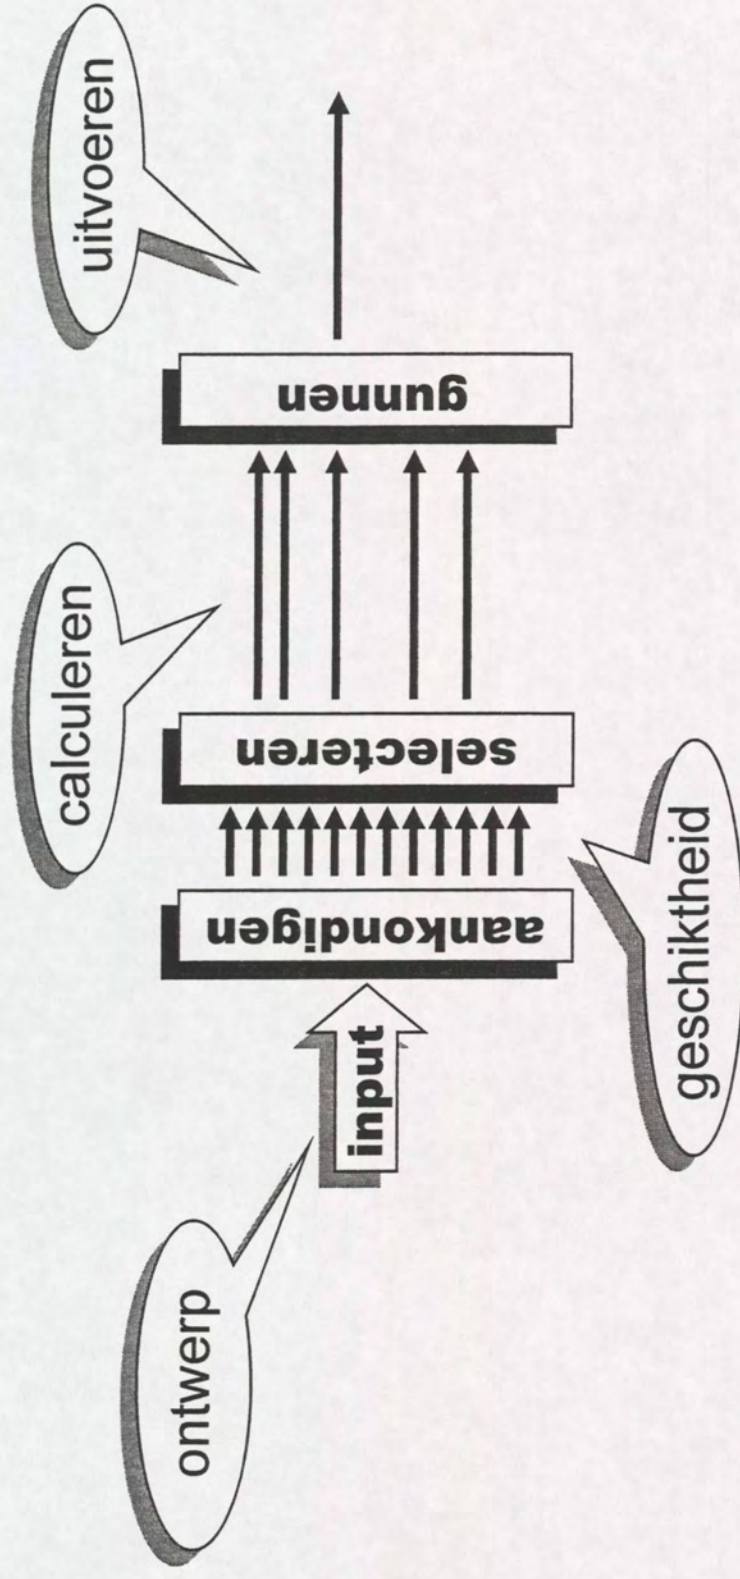 ontwerp
input
aankondigen
geschiktheid
selecteren
calculeren
gunnen
uitvoeren